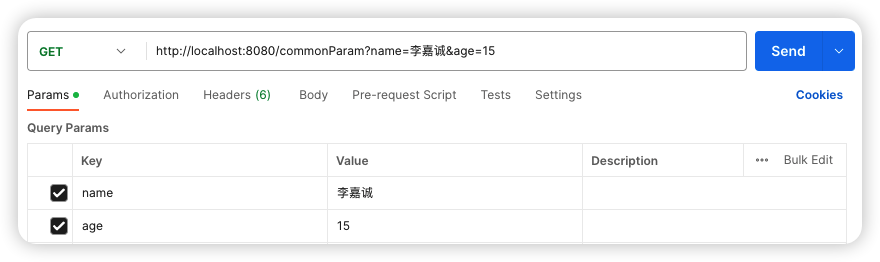 GET http://localhost:8080/commonParam?name=李嘉诚&age=15 Send
Params Authorization Headers (6) Body Pre-request Script Tests Settings Cookies
Query Params
Key Value Description ••• Bulk Edit
name 李嘉诚
age 15